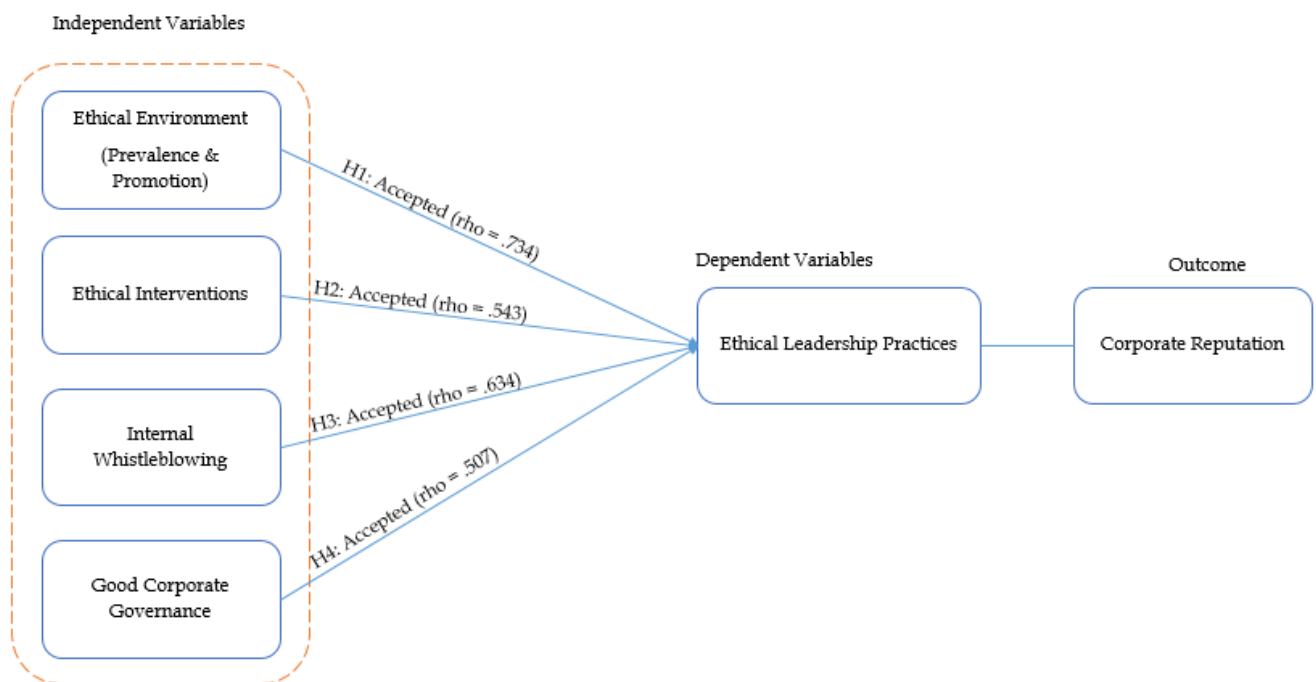 Independent Variables
Ethical Environment
(Prevalence &
Promotion)
H1: Accepted (rho = .734)
Ethical Interventions
H2: Accepted (rho = .543)
Internal
Whistleblowing
H3: Accepted (rho = .634)
Good Corporate
Governance
H4: Accepted (rho = .507)
Dependent Variables
Ethical Leadership Practices
Outcome
Corporate Reputation